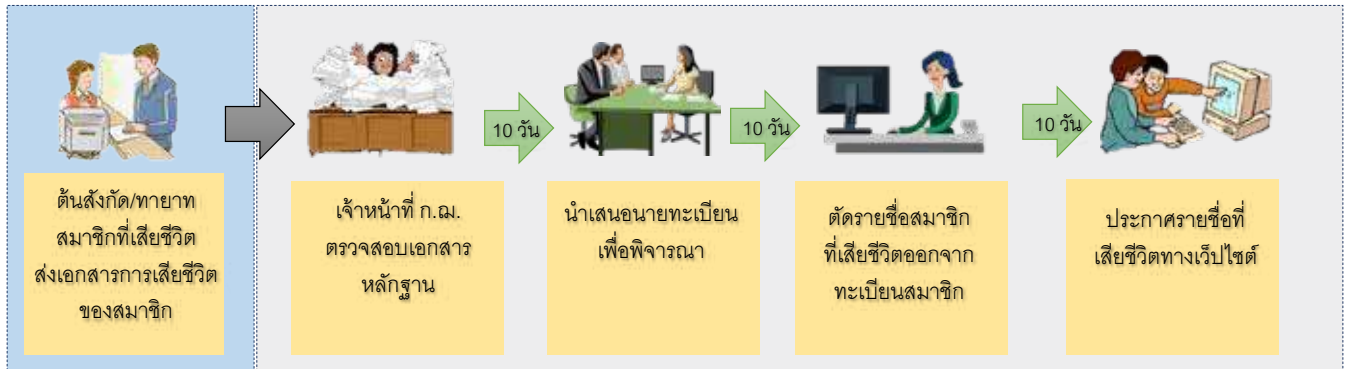 ต้นสังกัด/ทายาท
สมาชิกที่เสียชีวิต
ส่งเอกสารการเสียชีวิต
ของสมาชิก
เจ้าหน้าที่ ก.ฌ.
ตรวจสอบเอกสาร
หลักฐาน
10 วัน
นำเสนอนายทะเบียน
เพื่อพิจารณา
10 วัน
ตัดรายชื่อสมาชิก
ที่เสียชีวิตออกจาก
ทะเบียนสมาชิก
10 วัน
ประกาศรายชื่อที่
เสียชีวิตทางเว็ปไซต์